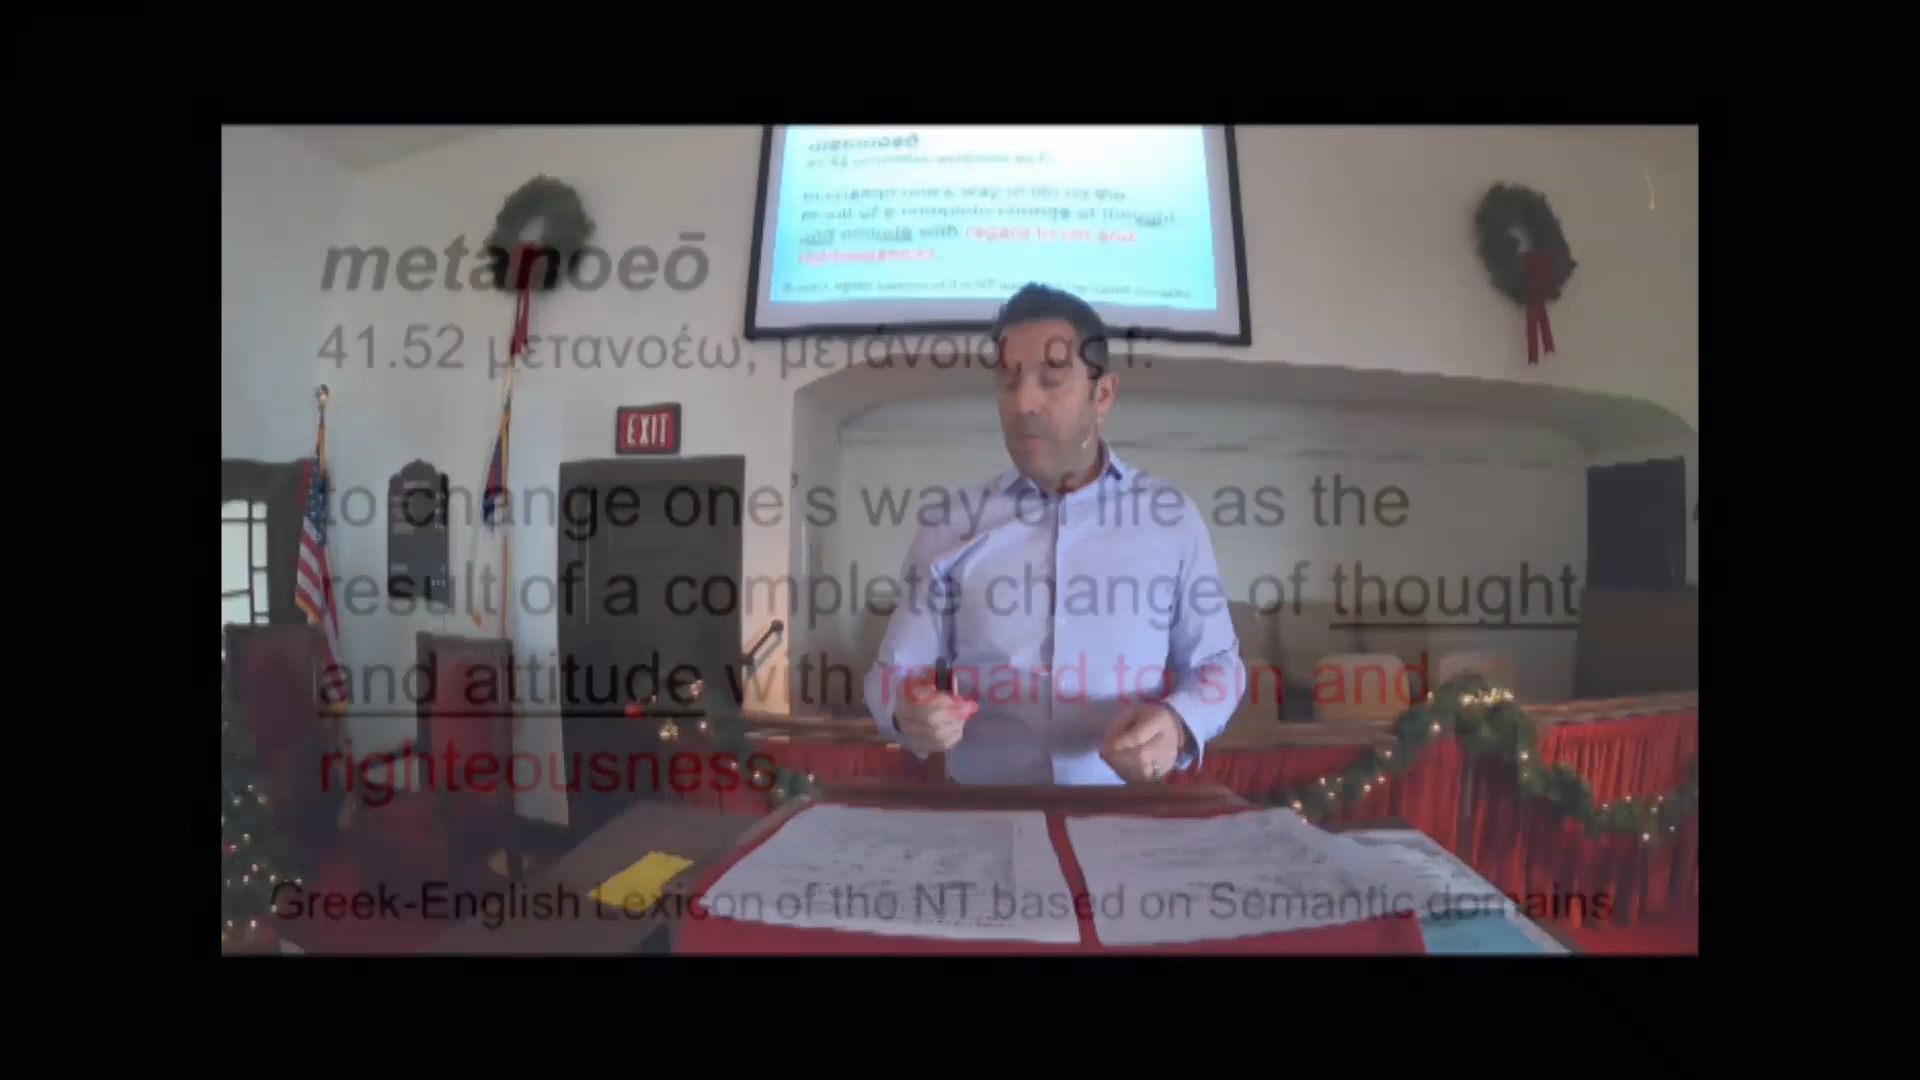 metanoeō
41.52 μετανοέω, μετάνοια, ας f:
EXIT
to change one's way of life as the
result of a complete change of thought
and attitude with regard to sin and
righteousness
Greek-English Lexicon of the NT based on Semantic domains